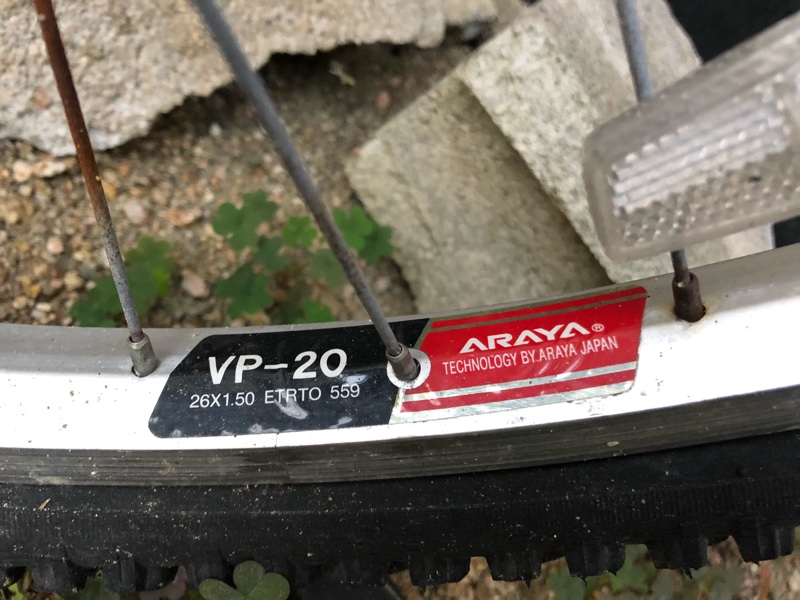 VP-20
26X1.50 ETRTO 559
ARAYA®
TECHNOLOGY BY.ARAYA JAPAN